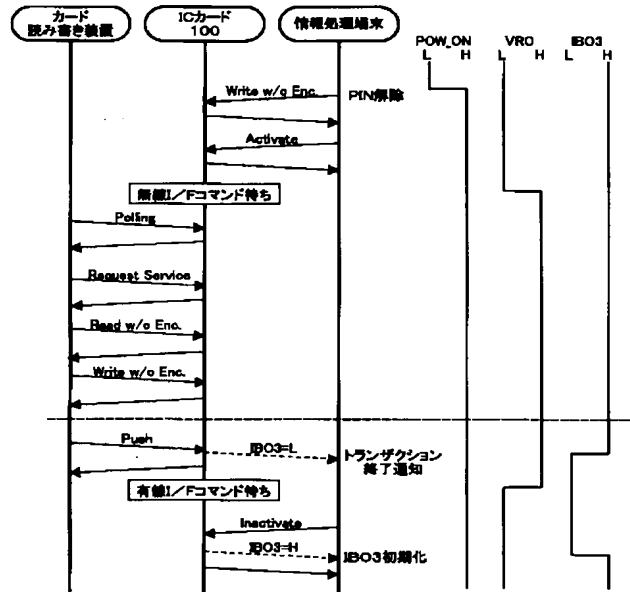 カード
読み書き装置
ICカード
100
情報処理端末
POW_ON
L H
VRO
L H
IBO3
L H
Write w/o Enc.
PIN解除
Activate
無線I/Fコマンド待ち
Polling
Request Service
Read w/o Enc.
Write w/o Enc.
Push
IBO3=L
トランザクション
終了通知
有線I/Fコマンド待ち
Inactivate
IBO3=H
IBO3初期化